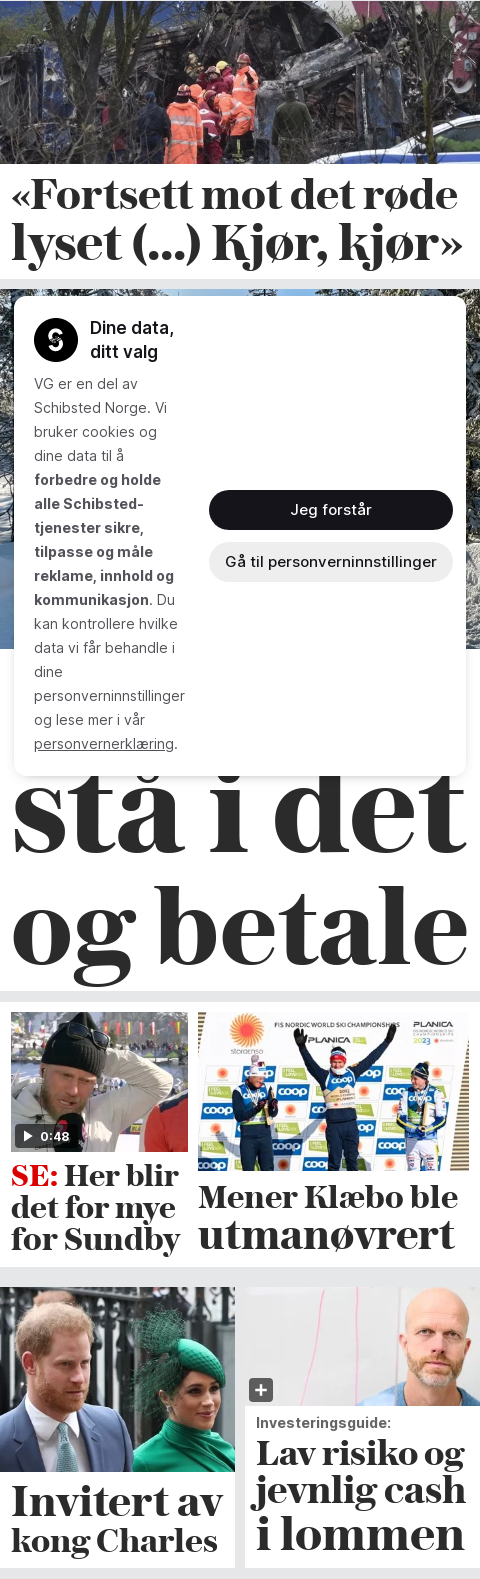 «Fortsett mot det røde
lyset (...) Kjør, kjør»
Dine data,
ditt valg
VG er en del av
Schibsted Norge. Vi
bruker cookies og
dine data til å
forbedre og holde
alle Schibsted-
tjenester sikre,
tilpasse og måle
reklame, innhold og
kommunikasjon. Du
kan kontrollere hvilke
data vi får behandle i
dine
personverninnstillinger
og lese mer i vår
personvernerklæring.
Jeg forstår
Gå til personverninnstillinger
stå i det
og betale
0:48
SE: Her blir
det for mye
for Sundby
storaenso
FIS NORDIC WORLD SKI CHAMPIONSHIPS
PLANICA
2023
coop
coop
coop
coop
Mener Klæbo ble
utmanøvrert
Invitert av
kong Charles
Investeringsguide:
Lav risiko og
jevnlig cash
i lommen